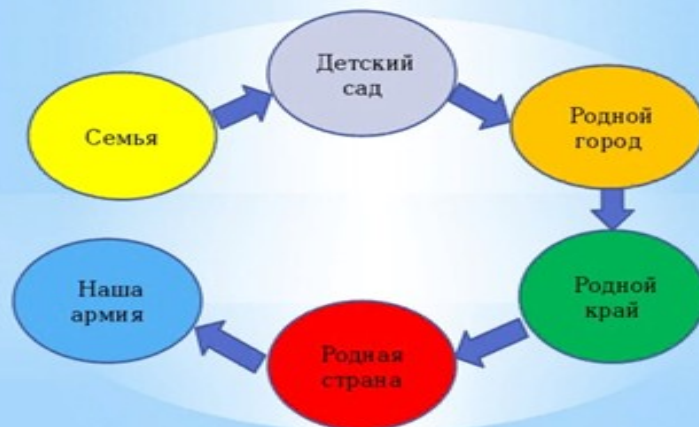 Семья
Детский
сад
Родной
город
Родной
край
Родная
страна
Наша
армия